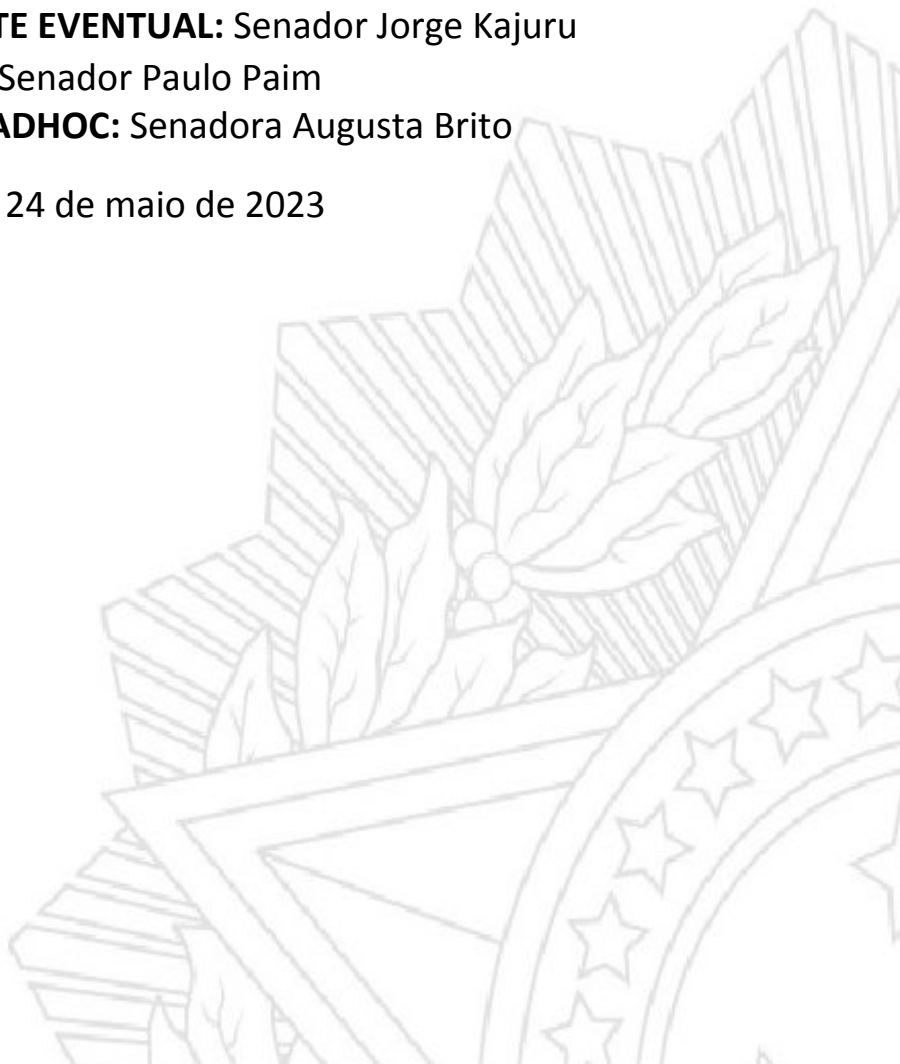 TE EVENTUAL: Senador Jorge Kajuru
Senador Paulo Paim
ADHOC: Senadora Augusta Brito
24 de maio de 2023